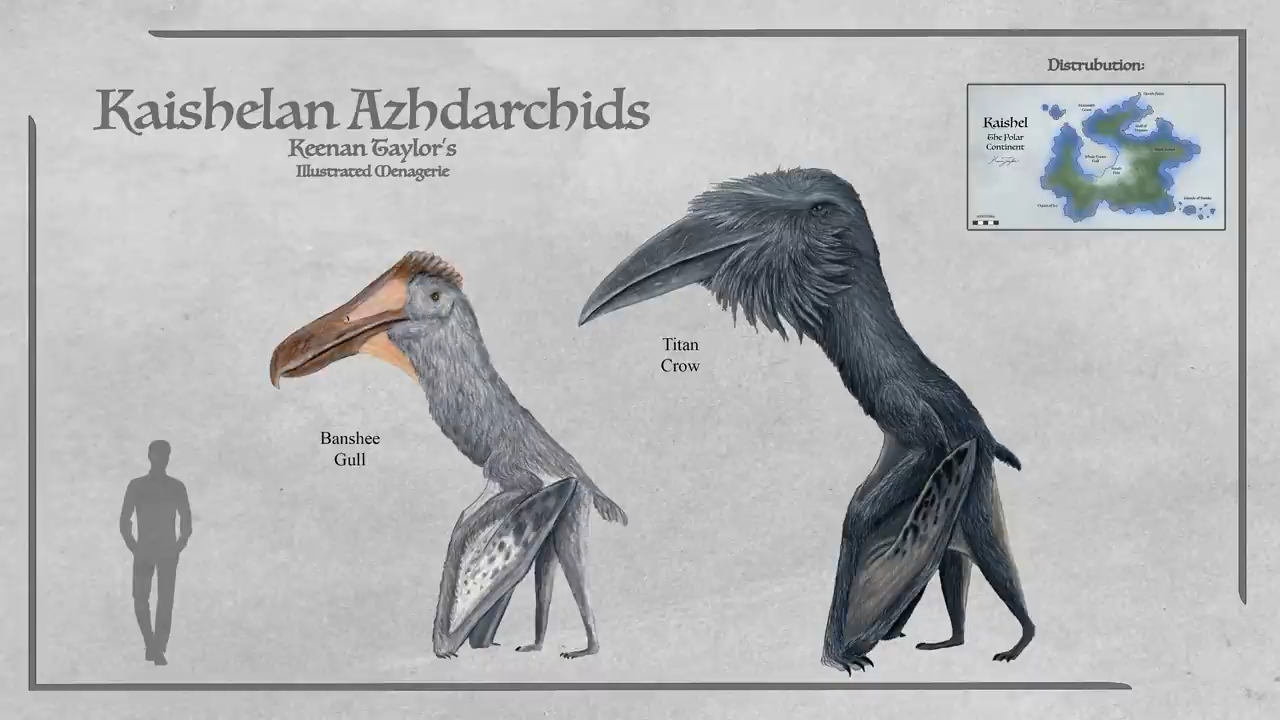 Kaishelan Azhdarchids
Keenan Taylor's
Illustrated Menagerie
Distrubution:
Kaishel
The Polar
Continent
Titan
Crow
Banshee
Gull